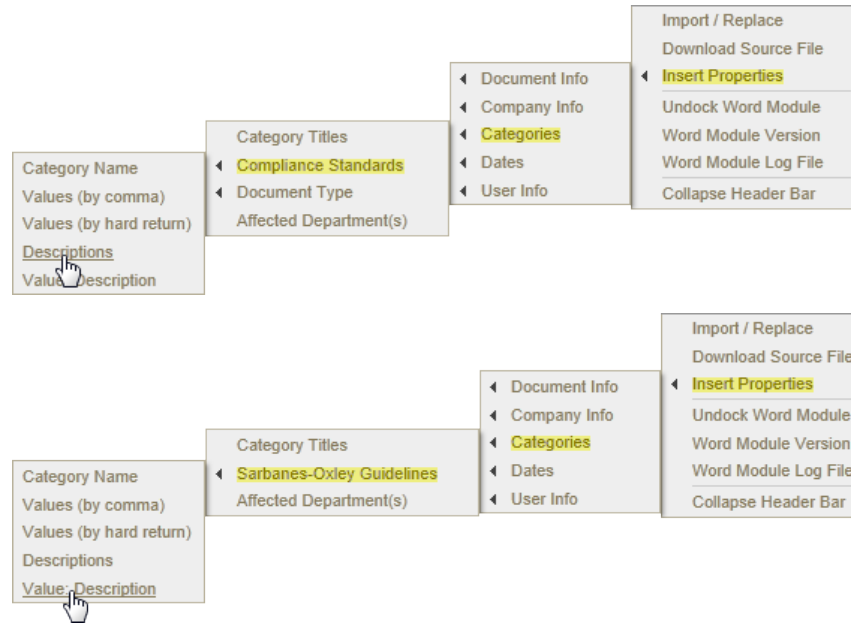 Import / Replace
Download Source File
Insert Properties
Undock Word Module
Word Module Version
Word Module Log File
Collapse Header Bar
Document Info
Company Info
Categories
Dates
User Info
Category Titles
Compliance Standards
Document Type
Affected Department(s)
Category Name
Values (by comma)
Values (by hard return)
Descriptions
Value: Description
Import / Replace
Download Source File
Insert Properties
Undock Word Module
Word Module Version
Word Module Log File
Collapse Header Bar
Document Info
Company Info
Categories
Dates
User Info
Category Titles
Sarbanes-Oxley Guidelines
Affected Department(s)
Category Name
Values (by comma)
Values (by hard return)
Descriptions
Value: Description